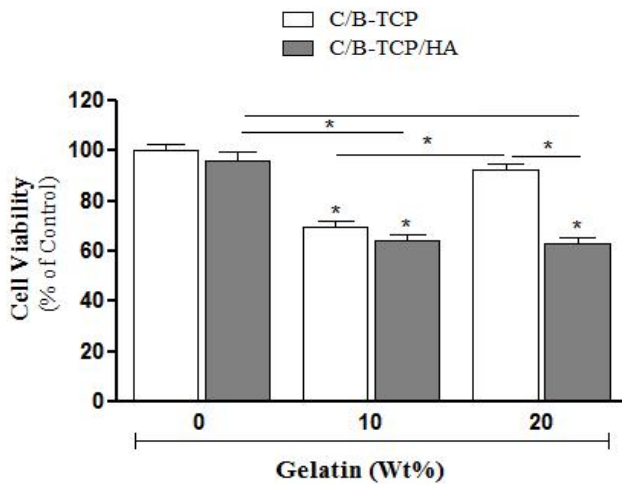 C/B-TCP
C/B-TCP/HA
120
100
80
60
40
20
0
Cell Viability
(% of Control)
*
*
*
*
*
*
0 10 20
Gelatin (Wt%)